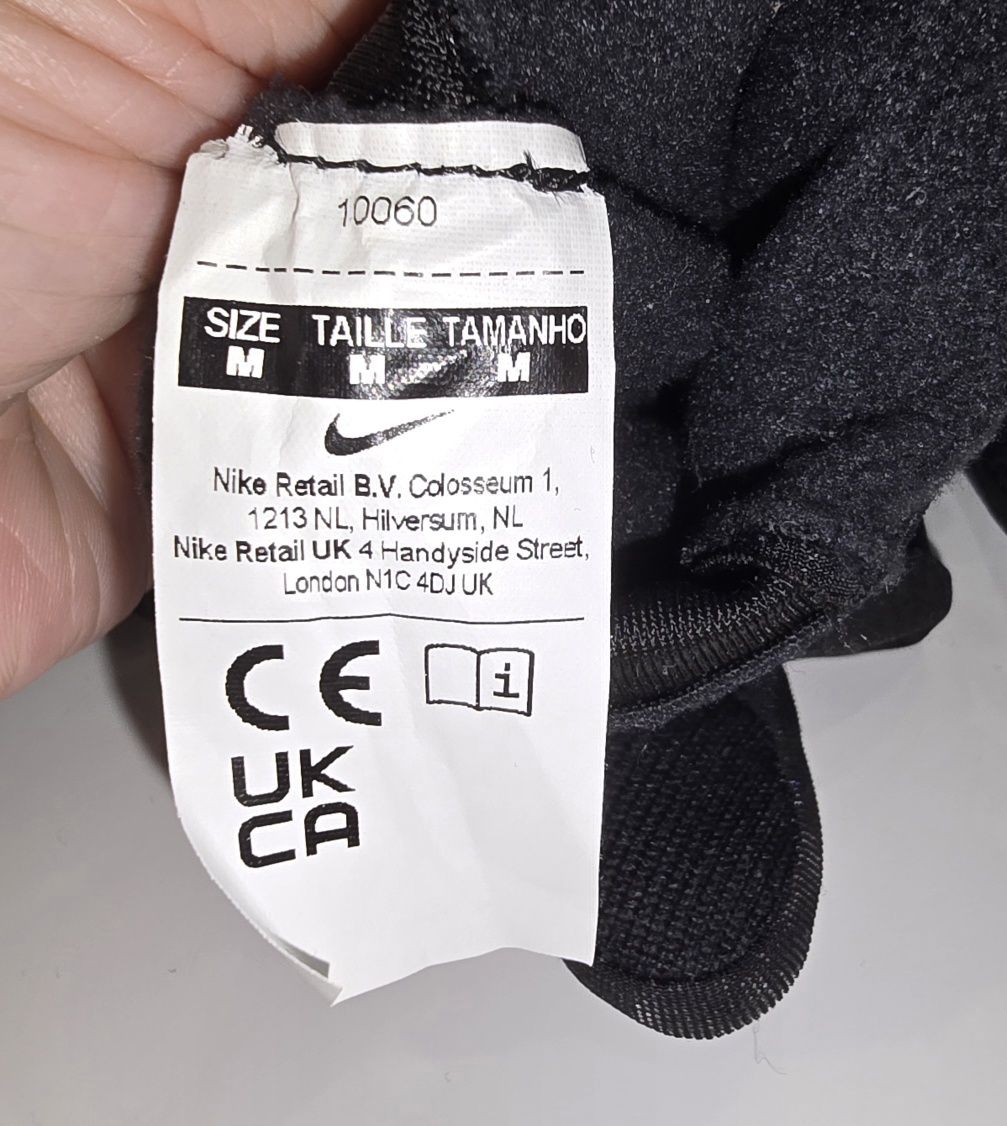 10060
SIZE TAILLE TAMANHO
M M M
Nike Retail B.V. Colosseum 1,
1213 NL, Hilversum, NL
Nike Retail UK 4 Handyside Street,
London N1C 4DJ UK
CE i
UK
CA